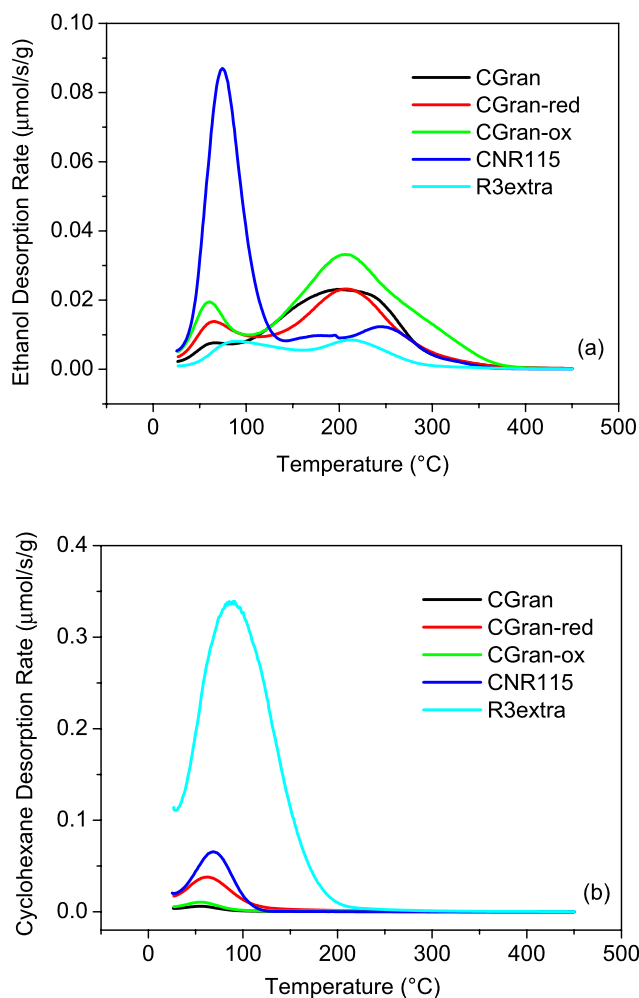 0.10
0.08
0.06
0.04
0.02
0.00
Ethanol Desorption Rate (μmol/s/g)
CGran
CGran-red
CGran-ox
CNR115
R3extra
(a)
0 100 200 300 400 500
Temperature (°C)
0.4
0.3
0.2
0.1
0.0
Cyclohexane Desorption Rate (μmol/s/g)
CGran
CGran-red
CGran-ox
CNR115
R3extra
(b)
0 100 200 300 400 500
Temperature (°C)